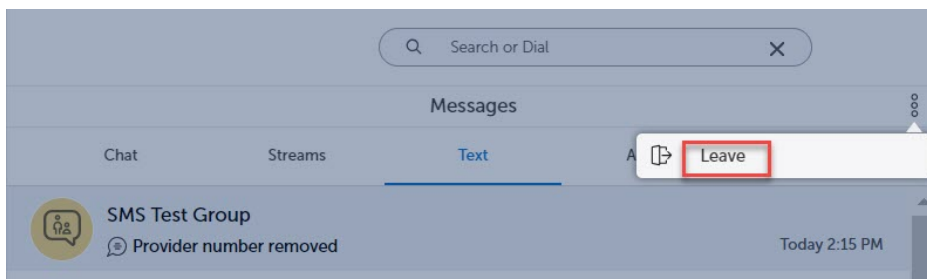 Search or Dial
Messages
Chat Streams Text A Leave
SMS Test Group
Provider number removed Today 2:15 PM